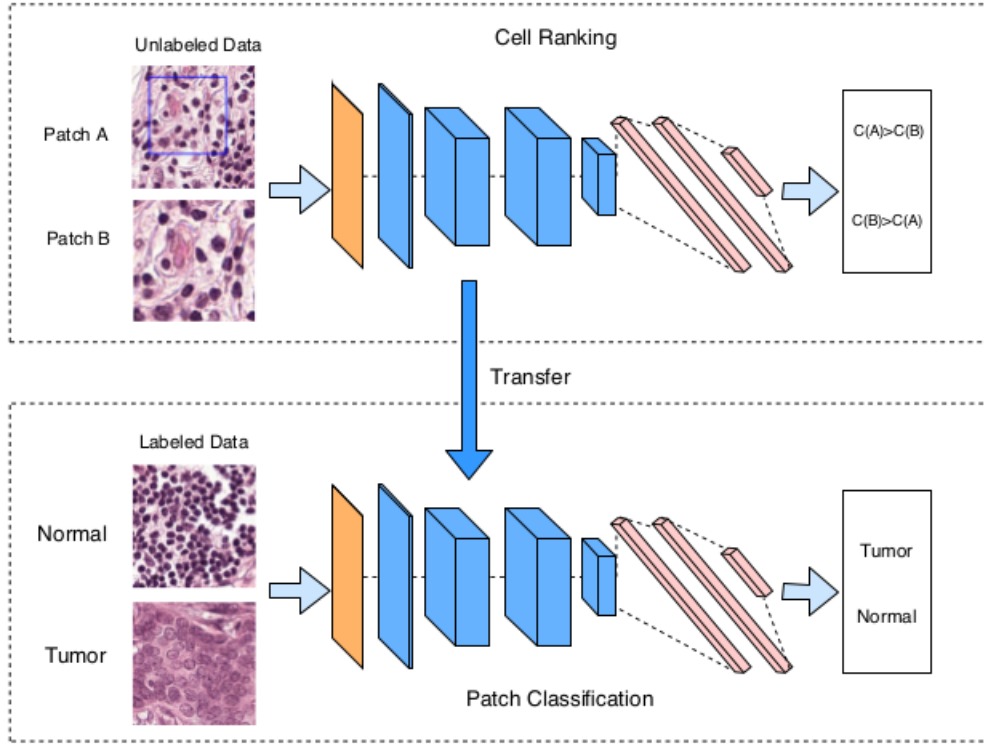 Cell Ranking
Unlabeled Data
Patch A
Patch B
C(A)>C(B)
C(B)>C(A)
Transfer
Labeled Data
Normal
Tumor
Tumor
Normal
Patch Classification